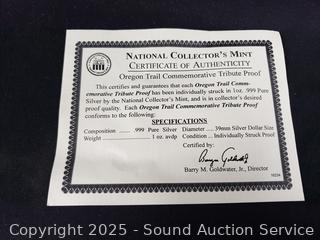 NATIONAL COLLECTOR'S MINT
CERTIFICATE OF AUTHENTICITY
Oregon Trail Commemorative Tribute Proof
This certifies and guarantees that each Oregon Trail Comm-
emorative Tribute Proof has been individually struck in 1oz. .999 Pure
Silver by the National Collector's Mint, and is in collector's desired
proof quality. Each Oregon Trail Commemorative Tribute Proof
conforms to the following:
SPECIFICATIONS
Composition ...... .999 Pure Silver Diameter .... 39mm Silver Dollar Size
Weight ........................ 1 oz. avdp Condition .. Individually Struck Proof
Certified by:
Barry M. Goldwater, Jr., Director
Copyright 2025 - Sound Auction Service